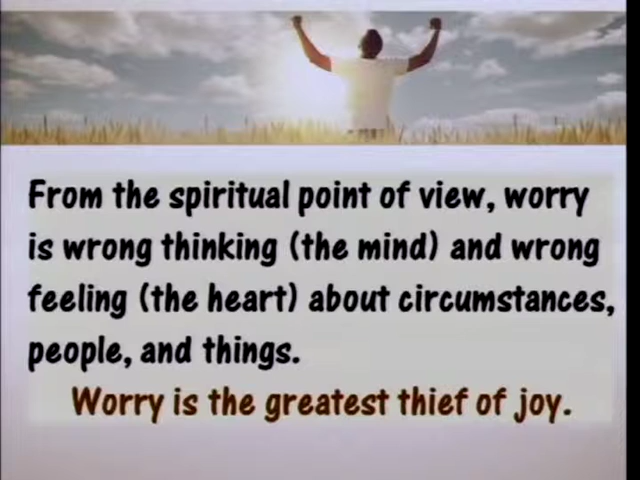 From the spiritual point of view, worry
is wrong thinking (the mind) and wrong
feeling (the heart) about circumstances,
people, and things.
Worry is the greatest thief of joy.